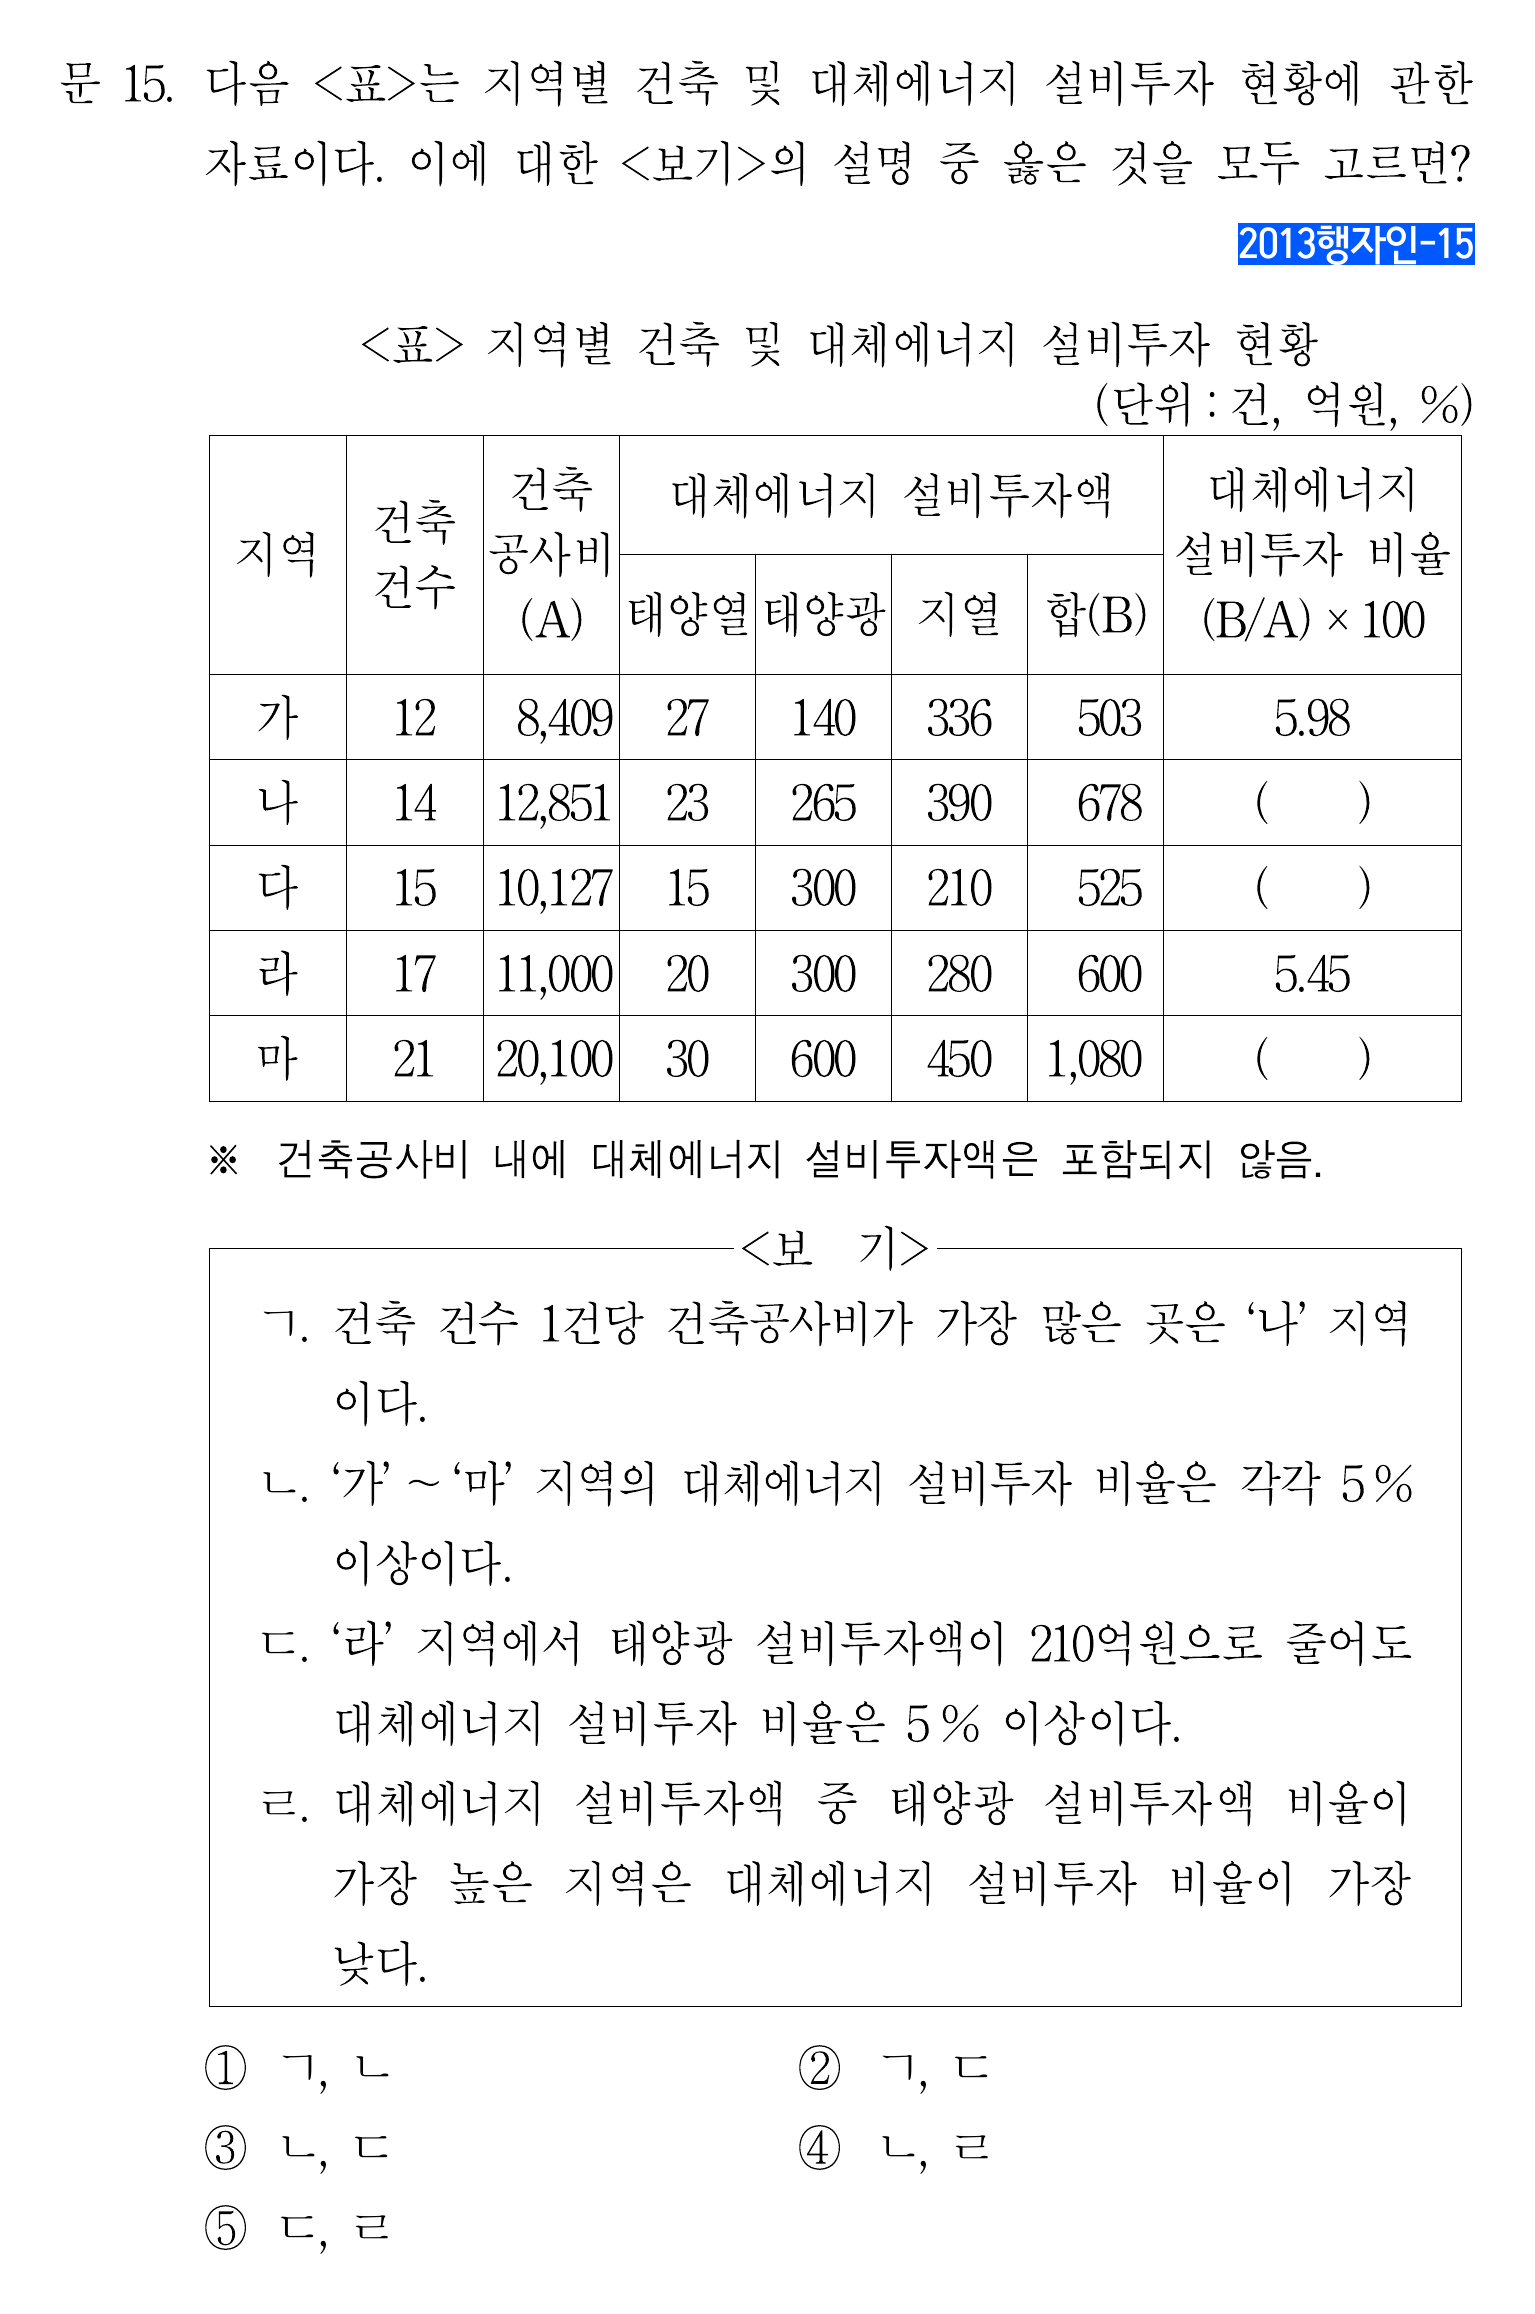 문 15. 다음 <표>는 지역별 건축 및 대체에너지 설비투자 현황에 관한
자료이다. 이에 대한 <보기>의 설명 중 옳은 것을 모두 고르면?
2013행자인-15
<표> 지역별 건축 및 대체에너지 설비투자 현황
(단위 : 건, 억원, %)
지역 건축 건수 건축 공사비 (A) 대체에너지 설비투자액 대체에너지 설비투자 비율 (B/A) × 100
태양열 태양광 지열 합(B)
가 12 8,409 27 140 336 503 5.98
나 14 12,851 23 265 390 678 ( )
다 15 10,127 15 300 210 525 ( )
라 17 11,000 20 300 280 600 5.45
마 21 20,100 30 600 450 1,080 ( )
※ 건축공사비 내에 대체에너지 설비투자액은 포함되지 않음.
<보 기>
ㄱ. 건축 건수 1건당 건축공사비가 가장 많은 곳은 ‘나’ 지역
이다.
ㄴ. ‘가’ ~ ‘마’ 지역의 대체에너지 설비투자 비율은 각각 5 %
이상이다.
ㄷ. ‘라’ 지역에서 태양광 설비투자액이 210억원으로 줄어도
대체에너지 설비투자 비율은 5 % 이상이다.
ㄹ. 대체에너지 설비투자액 중 태양광 설비투자액 비율이
가장 높은 지역은 대체에너지 설비투자 비율이 가장
낮다.
① ㄱ, ㄴ ② ㄱ, ㄷ
③ ㄴ, ㄷ ④ ㄴ, ㄹ
⑤ ㄷ, ㄹ